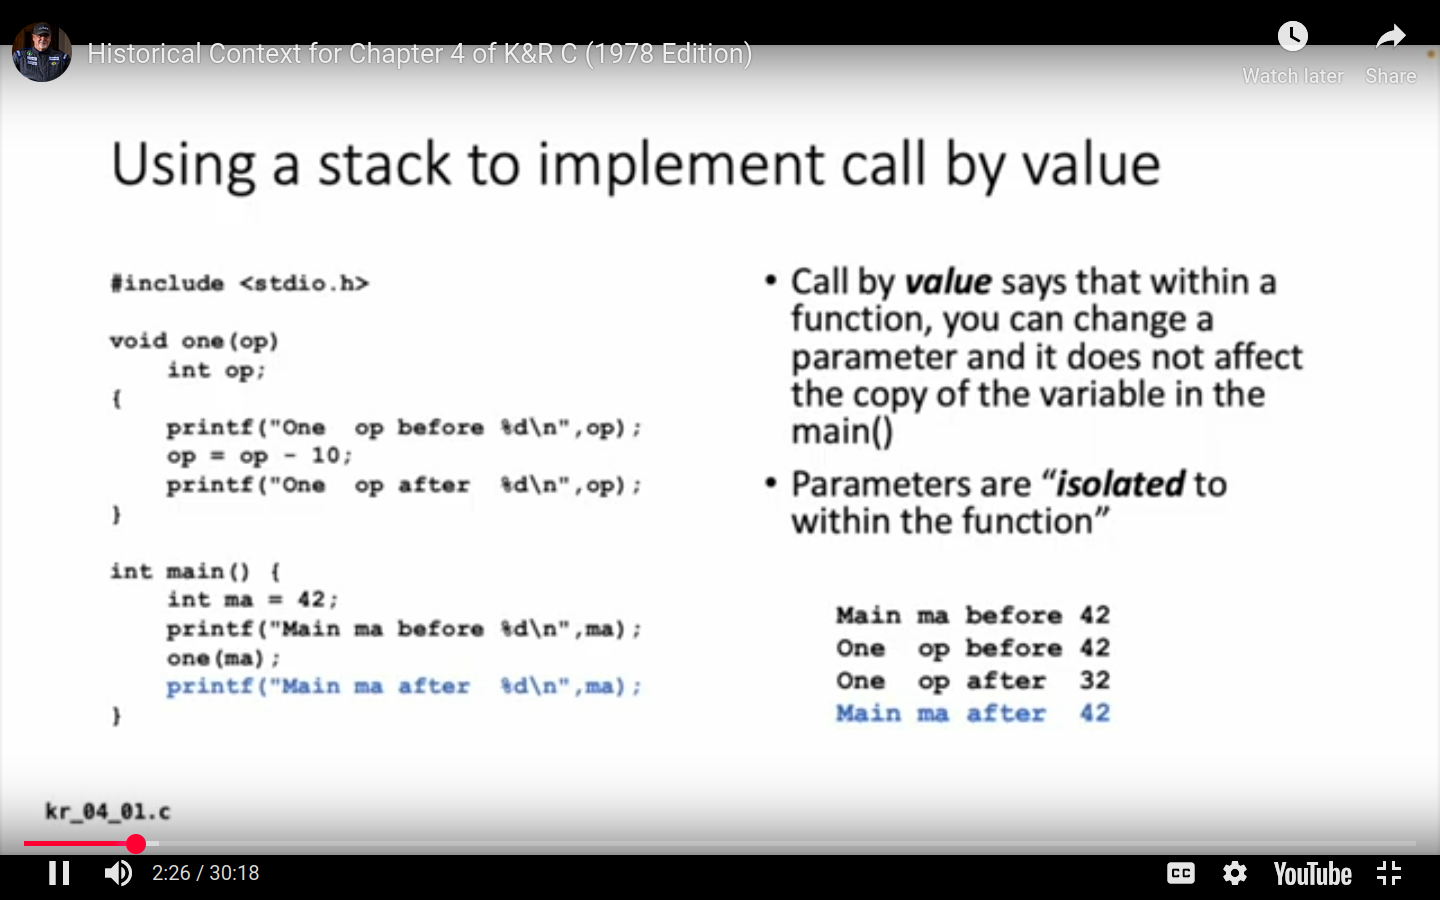 Historical Context for Chapter 4 of K&R C (1978 Edition)
Watch later
Share
Using a stack to implement call by value
#include <stdio.h>
void one(op)
    int op;
{
    printf("One  op before %d\n",op);
    op = op - 10;
    printf("One  op after  %d\n",op);
}
int main() {
    int ma = 42;
    printf("Main ma before %d\n",ma);
    one(ma);
    printf("Main ma after  %d\n",ma);
}
• Call by value says that within a
function, you can change a
parameter and it does not affect
the copy of the variable in the
main()
• Parameters are “isolated to
within the function”
Main ma before 42
One  op before 42
One  op after  32
Main ma after  42
kr_04_01.c
2:26 / 30:18
CC
YouTube